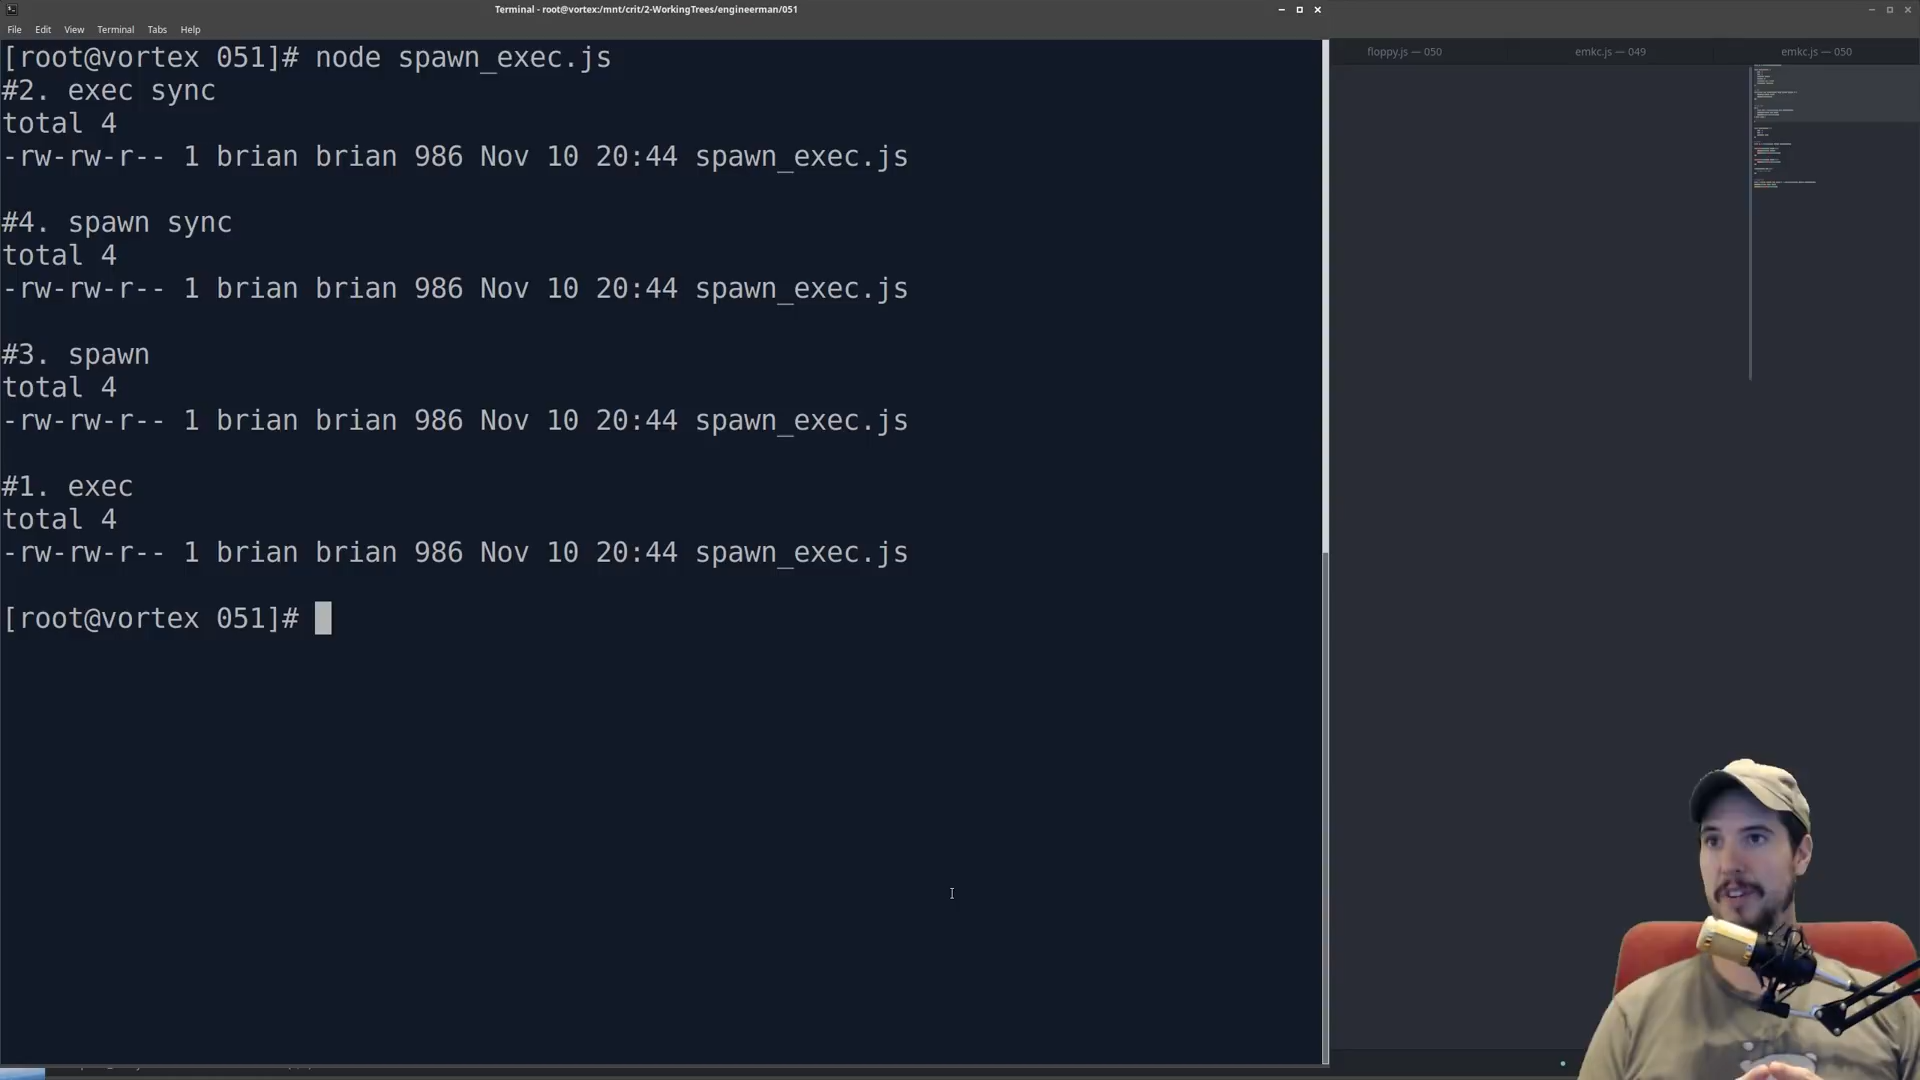 Terminal - root@vortex:/mnt/crit/2-WorkingTrees/engineerman/051
File Edit View Terminal Tabs Help
floppy.js — 050
emkc.js — 049
emkc.js — 050
[root@vortex 051]# node spawn_exec.js
#2. exec sync
total 4
-rw-rw-r-- 1 brian brian 986 Nov 10 20:44 spawn_exec.js
#4. spawn sync
total 4
-rw-rw-r-- 1 brian brian 986 Nov 10 20:44 spawn_exec.js
#3. spawn
total 4
-rw-rw-r-- 1 brian brian 986 Nov 10 20:44 spawn_exec.js
#1. exec
total 4
-rw-rw-r-- 1 brian brian 986 Nov 10 20:44 spawn_exec.js
[root@vortex 051]#